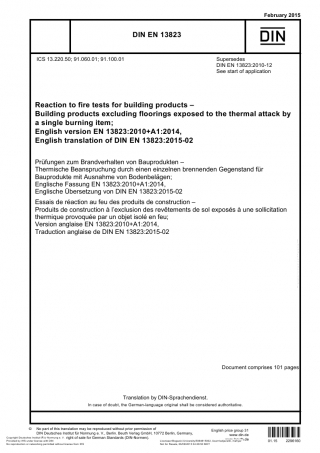 February 2015
DIN EN 13823
DIN
ICS 13.220.50; 91.060.01; 91.100.01
Supersedes
DIN EN 13823:2010-12
See start of application
Reaction to fire tests for building products –
Building products excluding floorings exposed to the thermal attack by
a single burning item;
English version EN 13823:2010+A1:2014,
English translation of DIN EN 13823:2015-02
Prüfungen zum Brandverhalten von Bauprodukten –
Thermische Beanspruchung durch einen einzelnen brennenden Gegenstand für
Bauprodukte mit Ausnahme von Bodenbelägen;
Englische Fassung EN 13823:2010+A1:2014,
Englische Übersetzung von DIN EN 13823:2015-02
Essais de réaction au feu des produits de construction –
Produits de construction à l'exclusion des revêtements de sol exposés à une sollicitation
thermique provoquée par un objet isolé en feu;
Version anglaise EN 13823:2010+A1:2014,
Traduction anglaise de DIN EN 13823:2015-02
Document comprises 101 pages
Translation by DIN-Sprachendienst.
In case of doubt, the German-language original shall be considered authoritative.
© No part of this translation may be reproduced without prior permission of
DIN Deutsches Institut für Normung e. V., Berlin. Beuth Verlag GmbH, 10772 Berlin, Germany,
right of sale for German Standards (DIN-Normen).
English price group 31
www.din.de